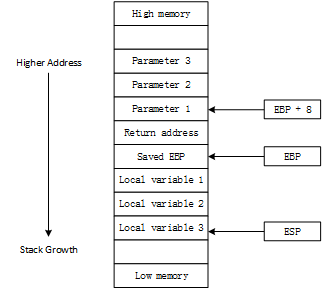 High memory
Higher Address
Parameter 3
Parameter 2
Parameter 1
EBP + 8
Return address
Saved EBP
EBP
Local variable 1
Local variable 2
Local variable 3
ESP
Stack Growth
Low memory